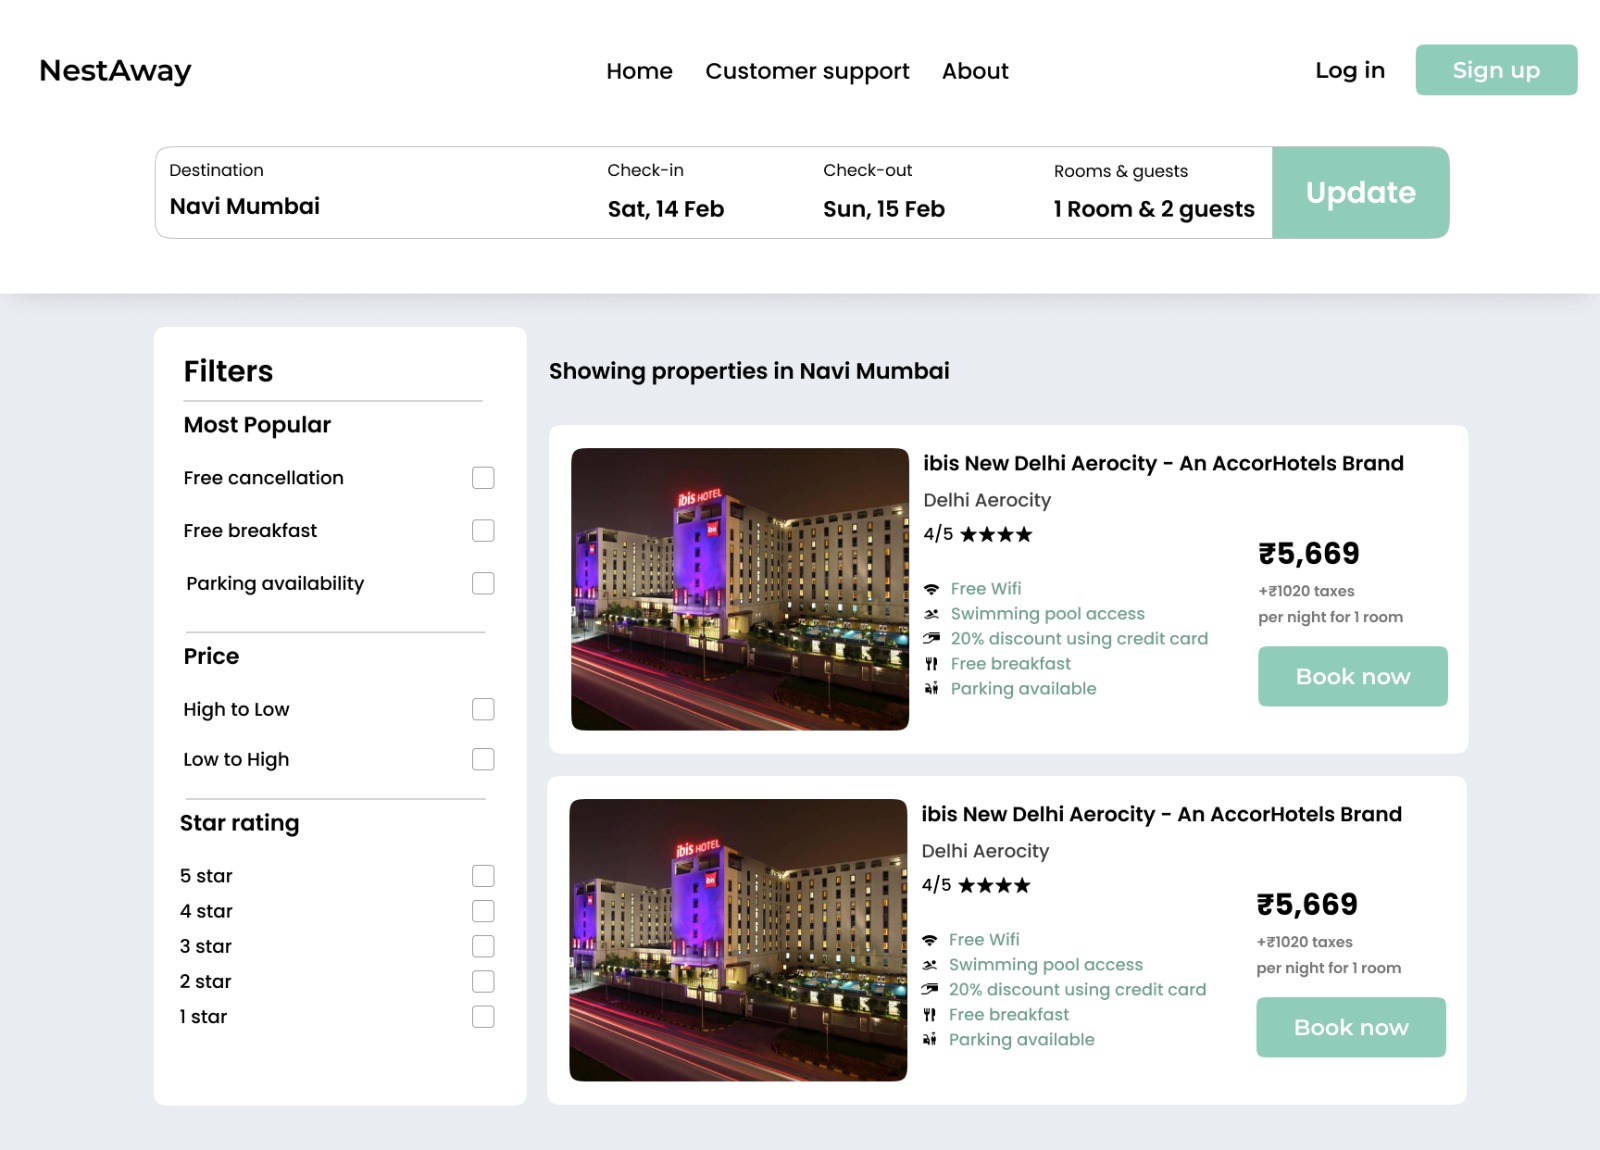 NestAway
Home Customer support About
Log in
Sign up
Destination
Navi Mumbai
Check-in
Sat, 14 Feb
Check-out
Sun, 15 Feb
Rooms & guests
1 Room & 2 guests
Update
Filters
Most Popular
Free cancellation
Free breakfast
Parking availability
Price
High to Low
Low to High
Star rating
5 star
4 star
3 star
2 star
1 star
Showing properties in Navi Mumbai
ibis HOTEL
ibis
ibis New Delhi Aerocity - An AccorHotels Brand
Delhi Aerocity
4/5 ★★★★
Free Wifi
Swimming pool access
20% discount using credit card
Free breakfast
Parking available
₹5,669
+₹1020 taxes
per night for 1 room
Book now
ibis HOTEL
ibis
ibis New Delhi Aerocity - An AccorHotels Brand
Delhi Aerocity
4/5 ★★★★
Free Wifi
Swimming pool access
20% discount using credit card
Free breakfast
Parking available
₹5,669
+₹1020 taxes
per night for 1 room
Book now